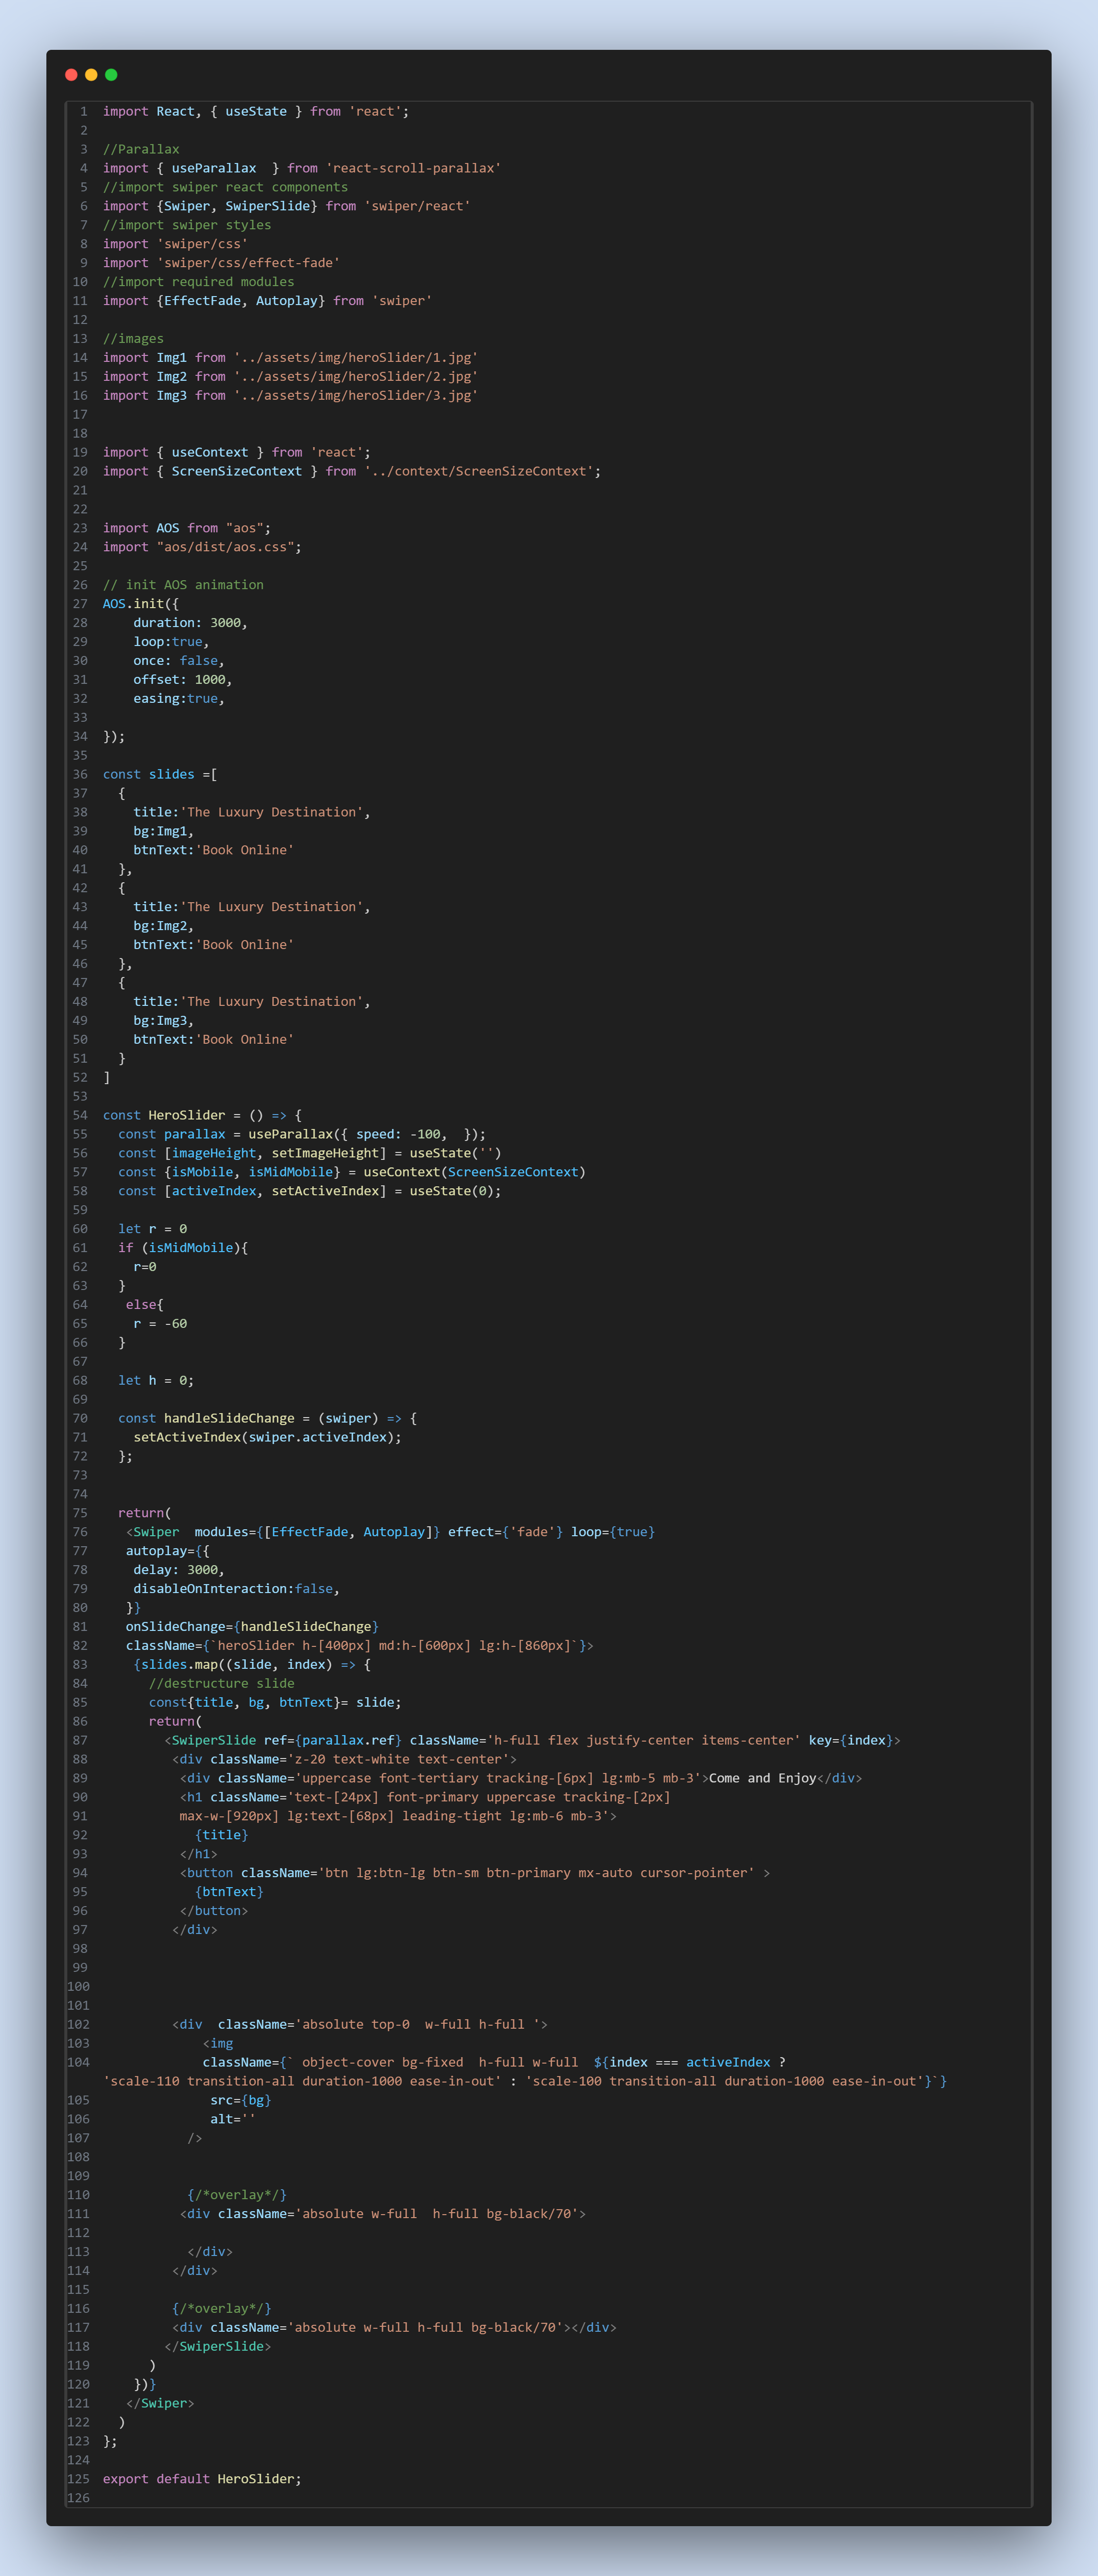 1 import React, { useState } from 'react';
2
3 //Parallax
4 import { useParallax  } from 'react-scroll-parallax'
5 //import swiper react components
6 import {Swiper, SwiperSlide} from 'swiper/react'
7 //import swiper styles
8 import 'swiper/css'
9 import 'swiper/css/effect-fade'
10 //import required modules
11 import {EffectFade, Autoplay} from 'swiper'
12
13 //images
14 import Img1 from '../assets/img/heroSlider/1.jpg'
15 import Img2 from '../assets/img/heroSlider/2.jpg'
16 import Img3 from '../assets/img/heroSlider/3.jpg'
17
18
19 import { useContext } from 'react';
20 import { ScreenSizeContext } from '../context/ScreenSizeContext';
21
22
23 import AOS from "aos";
24 import "aos/dist/aos.css";
25
26 // init AOS animation
27 AOS.init({
28     duration: 3000,
29     loop:true,
30     once: false,
31     offset: 1000,
32     easing:true,
33
34 });
35
36 const slides =[
37   {
38     title:'The Luxury Destination',
39     bg:Img1,
40     btnText:'Book Online'
41   },
42   {
43     title:'The Luxury Destination',
44     bg:Img2,
45     btnText:'Book Online'
46   },
47   {
48     title:'The Luxury Destination',
49     bg:Img3,
50     btnText:'Book Online'
51   }
52 ]
53
54 const HeroSlider = () => {
55   const parallax = useParallax({ speed: -100,  });
56   const [imageHeight, setImageHeight] = useState('')
57   const {isMobile, isMidMobile} = useContext(ScreenSizeContext)
58   const [activeIndex, setActiveIndex] = useState(0);
59
60   let r = 0
61   if (isMidMobile){
62     r=0
63   }
64    else{
65     r = -60
66   }
67
68   let h = 0;
69
70   const handleSlideChange = (swiper) => {
71     setActiveIndex(swiper.activeIndex);
72   };
73
74
75   return(
76    <Swiper  modules={[EffectFade, Autoplay]} effect={'fade'} loop={true}
77    autoplay={{
78     delay: 3000,
79     disableOnInteraction:false,
80    }}
81    onSlideChange={handleSlideChange}
82    className={`heroSlider h-[400px] md:h-[600px] lg:h-[860px]`}>
83     {slides.map((slide, index) => {
84       //destructure slide
85       const{title, bg, btnText}= slide;
86       return(
87         <SwiperSlide ref={parallax.ref} className='h-full flex justify-center items-center' key={index}>
88          <div className='z-20 text-white text-center'>
89           <div className='uppercase font-tertiary tracking-[6px] lg:mb-5 mb-3'>Come and Enjoy</div>
90           <h1 className='text-[24px] font-primary uppercase tracking-[2px]
91           max-w-[920px] lg:text-[68px] leading-tight lg:mb-6 mb-3'>
92             {title}
93           </h1>
94           <button className='btn lg:btn-lg btn-sm btn-primary mx-auto cursor-pointer' >
95             {btnText}
96           </button>
97          </div>
98
99
100
101
102          <div  className='absolute top-0  w-full h-full '>
103              <img
104              className={` object-cover bg-fixed  h-full w-full  ${index === activeIndex ?
'scale-110 transition-all duration-1000 ease-in-out' : 'scale-100 transition-all duration-1000 ease-in-out'}`}
105               src={bg}
106               alt=''
107            />
108
109
110            {/*overlay*/}
111           <div className='absolute w-full  h-full bg-black/70'>
112
113            </div>
114          </div>
115
116          {/*overlay*/}
117          <div className='absolute w-full h-full bg-black/70'></div>
118         </SwiperSlide>
119       )
120     })}
121    </Swiper>
122   )
123 };
124
125 export default HeroSlider;
126